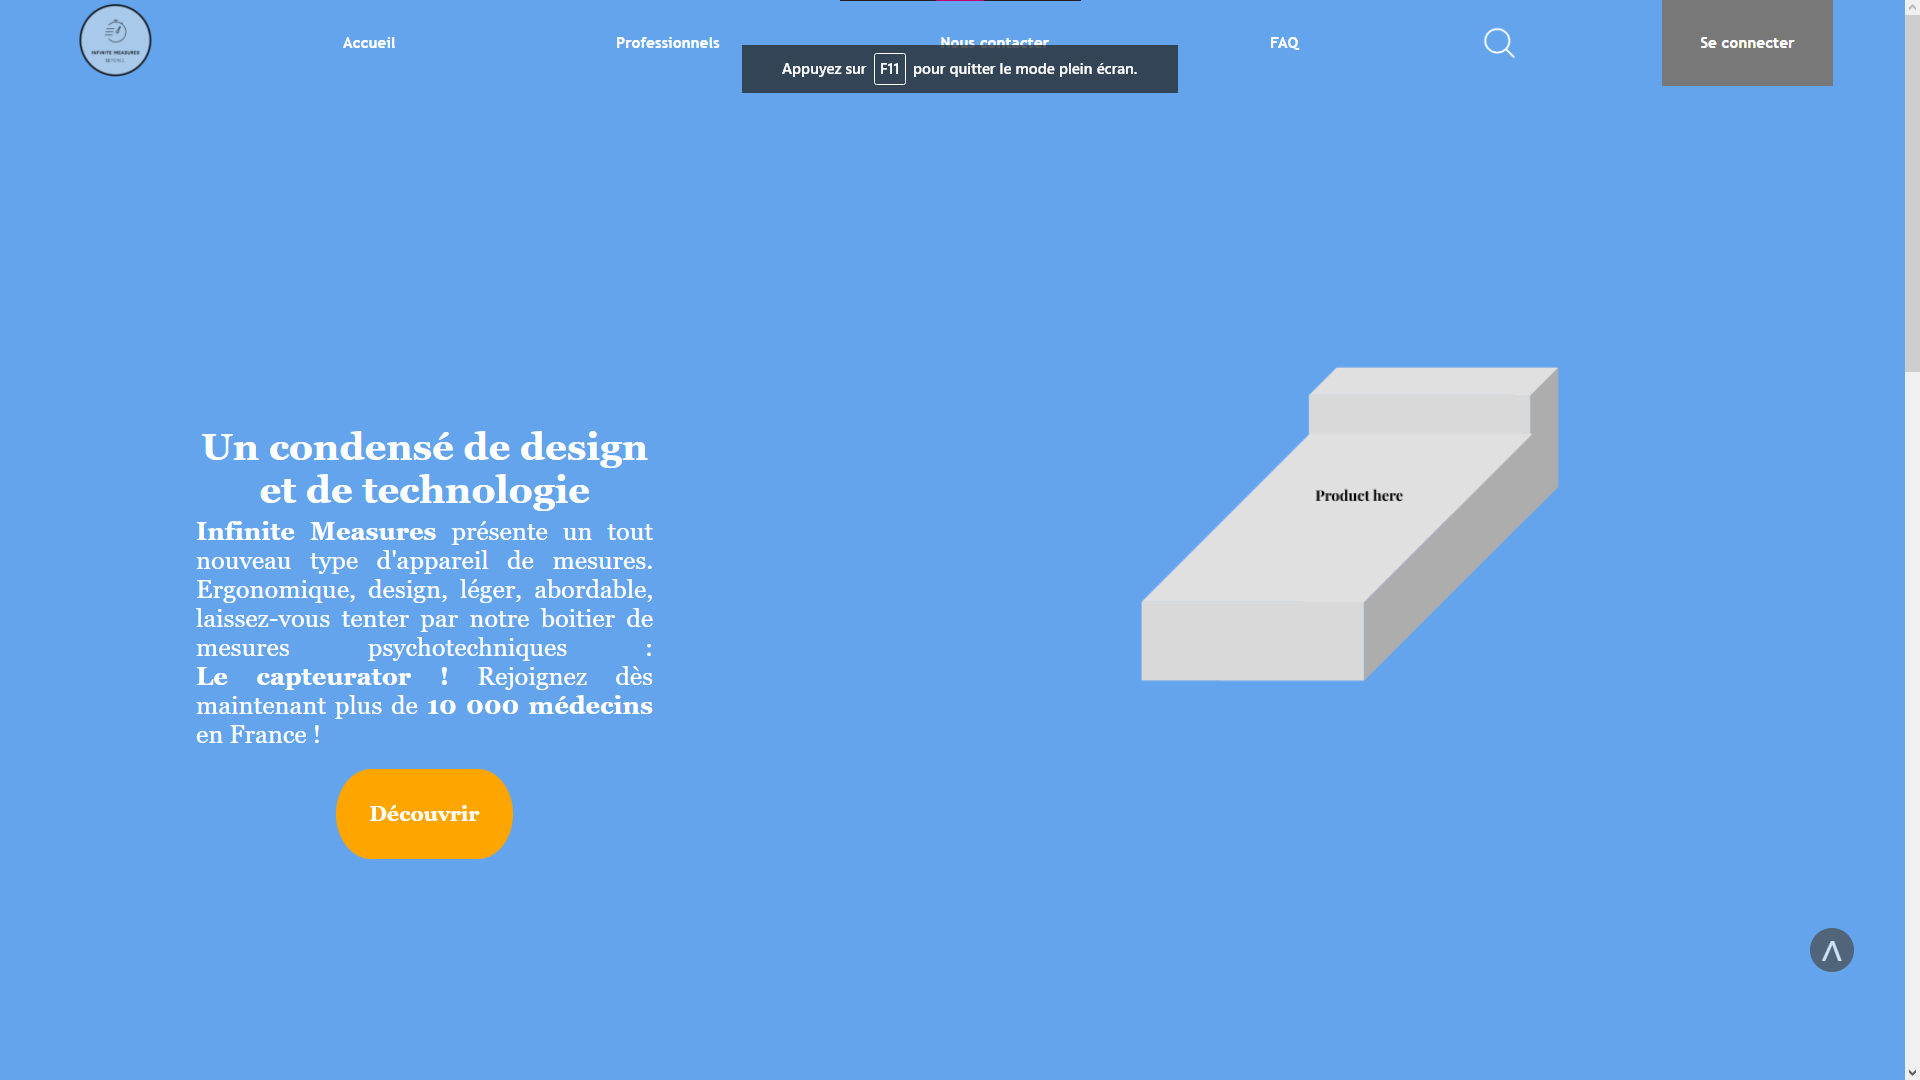 INFINITE MEASURES
Accueil
Professionnels
Nous contacter
FAQ
Se connecter
Appuyez sur F11 pour quitter le mode plein écran.
Un condensé de design
et de technologie
Infinite Measures présente un tout
nouveau type d'appareil de mesures.
Ergonomique, design, léger, abordable,
laissez-vous tenter par notre boitier de
mesures psychotechniques :
Le capteurator ! Rejoignez dès
maintenant plus de 10 000 médecins
en France !
Découvrir
Product here